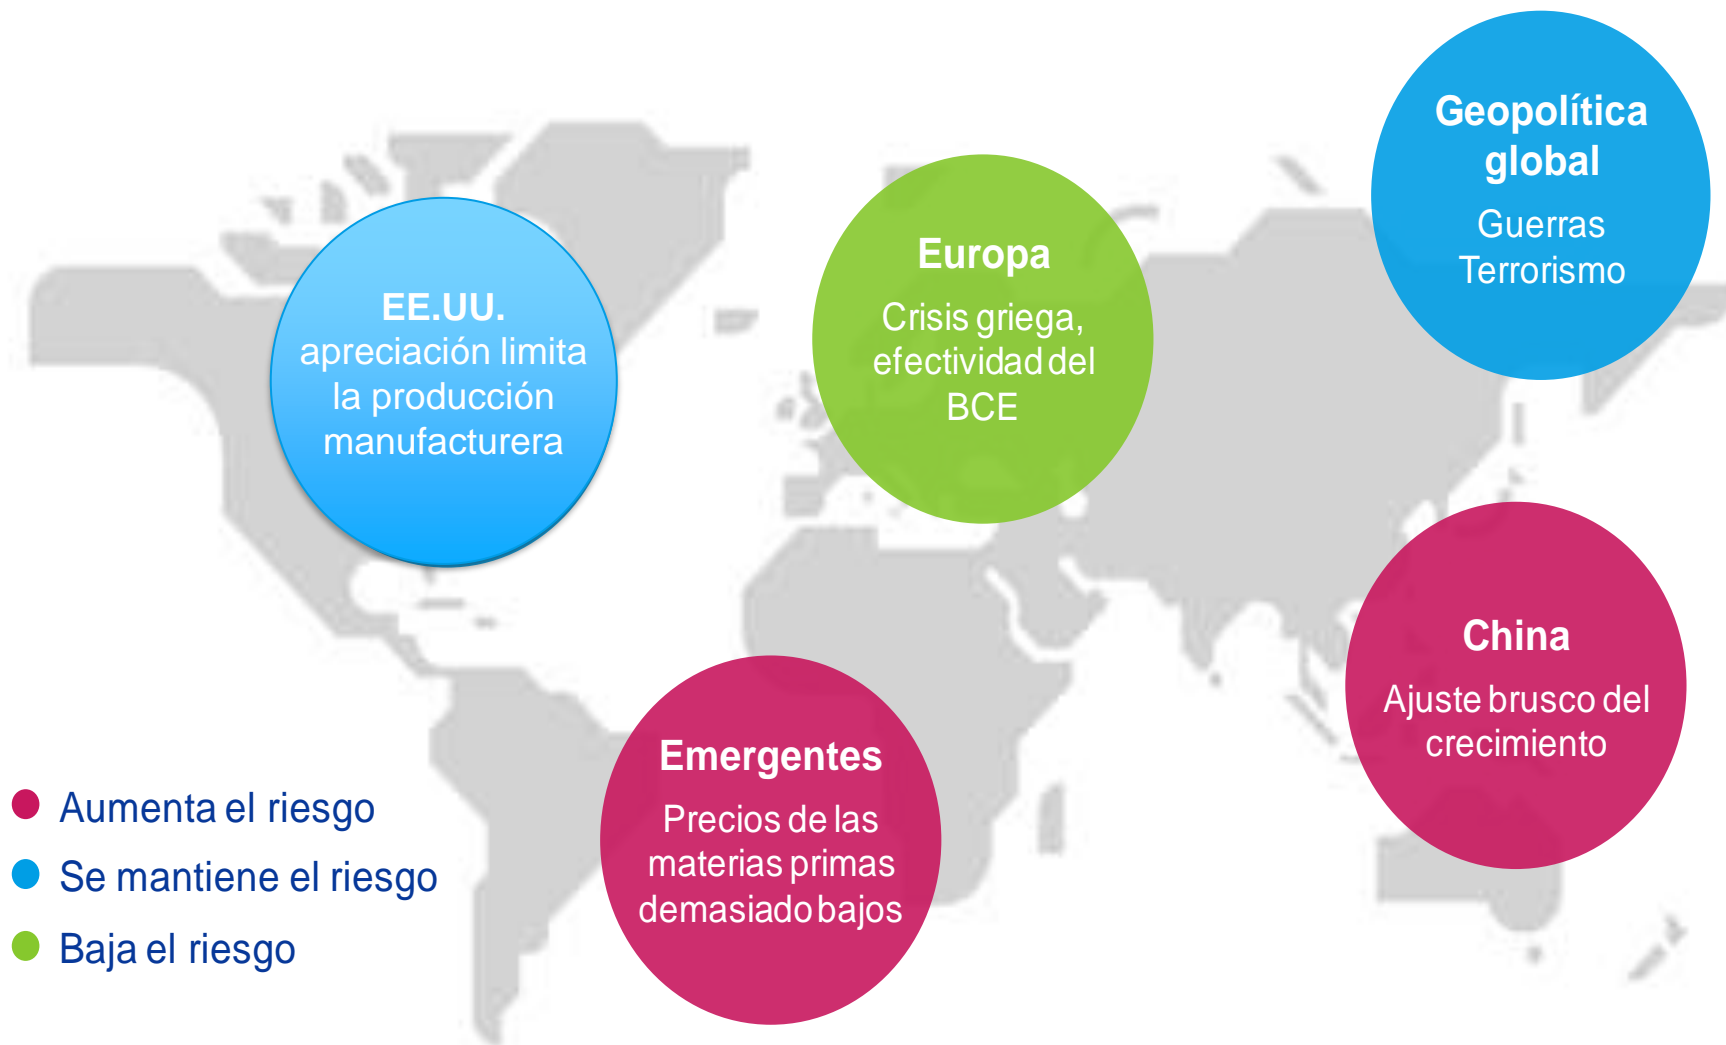 Geopolítica
global
Guerras
Terrorismo
Europa
Crisis griega,
efectividad del
BCE
EE.UU.
apreciación limita
la producción
manufacturera
China
Ajuste brusco del
crecimiento
Emergentes
Precios de las
materias primas
demasiado bajos
Aumenta el riesgo
Se mantiene el riesgo
Baja el riesgo